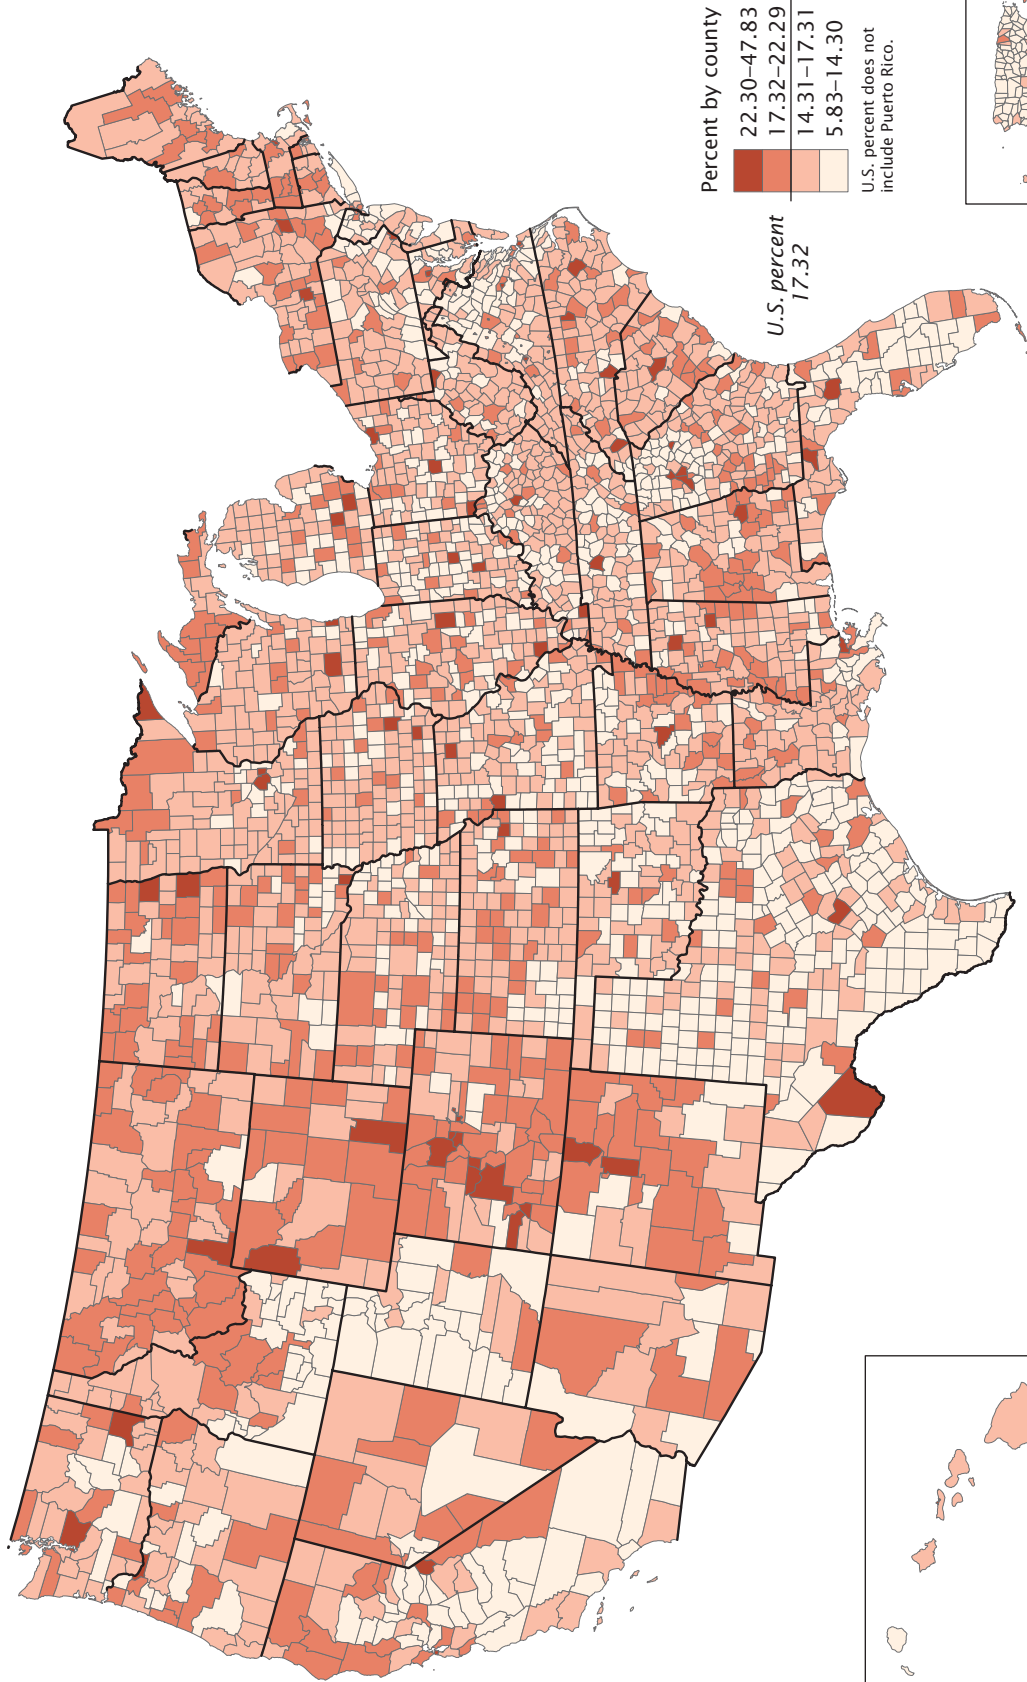 Percent by county
22.30–47.83
17.32–22.29
14.31–17.31
5.83–14.30
U.S. percent
17.32
U.S. percent does not
include Puerto Rico.